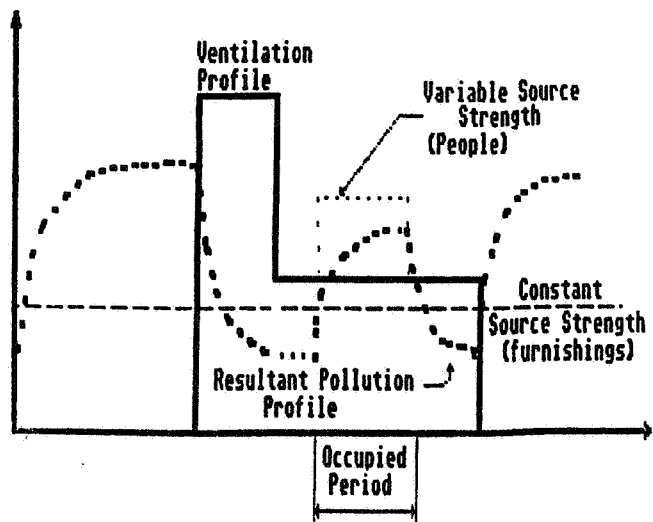 Ventilation
Profile
Variable Source
Strength
(People)
Constant
Source Strength
(furnishings)
Resultant Pollution
Profile
Occupied
Period